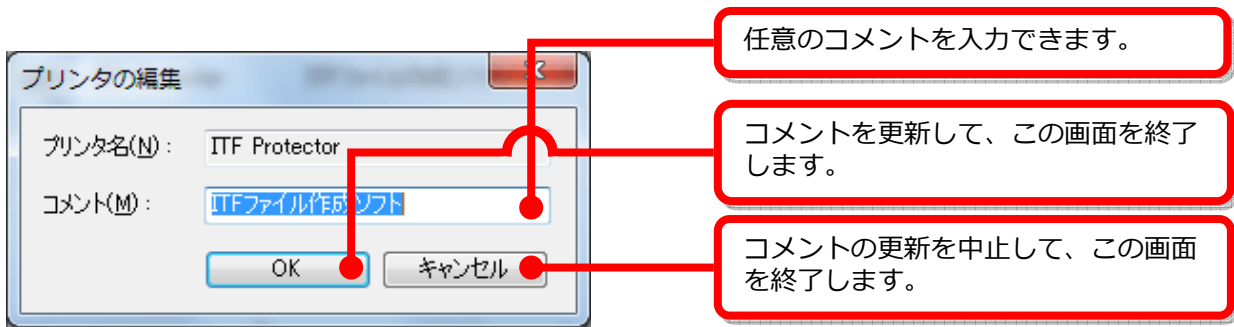 任意のコメントを入力できます。
プリンタの編集
コメントを更新して、この画面を終了
します。
プリンタ名(N): ITF Protector
コメント(M): ITFファイル作成ソフト
コメントの更新を中止して、この画面
を終了します。
OK キャンセル